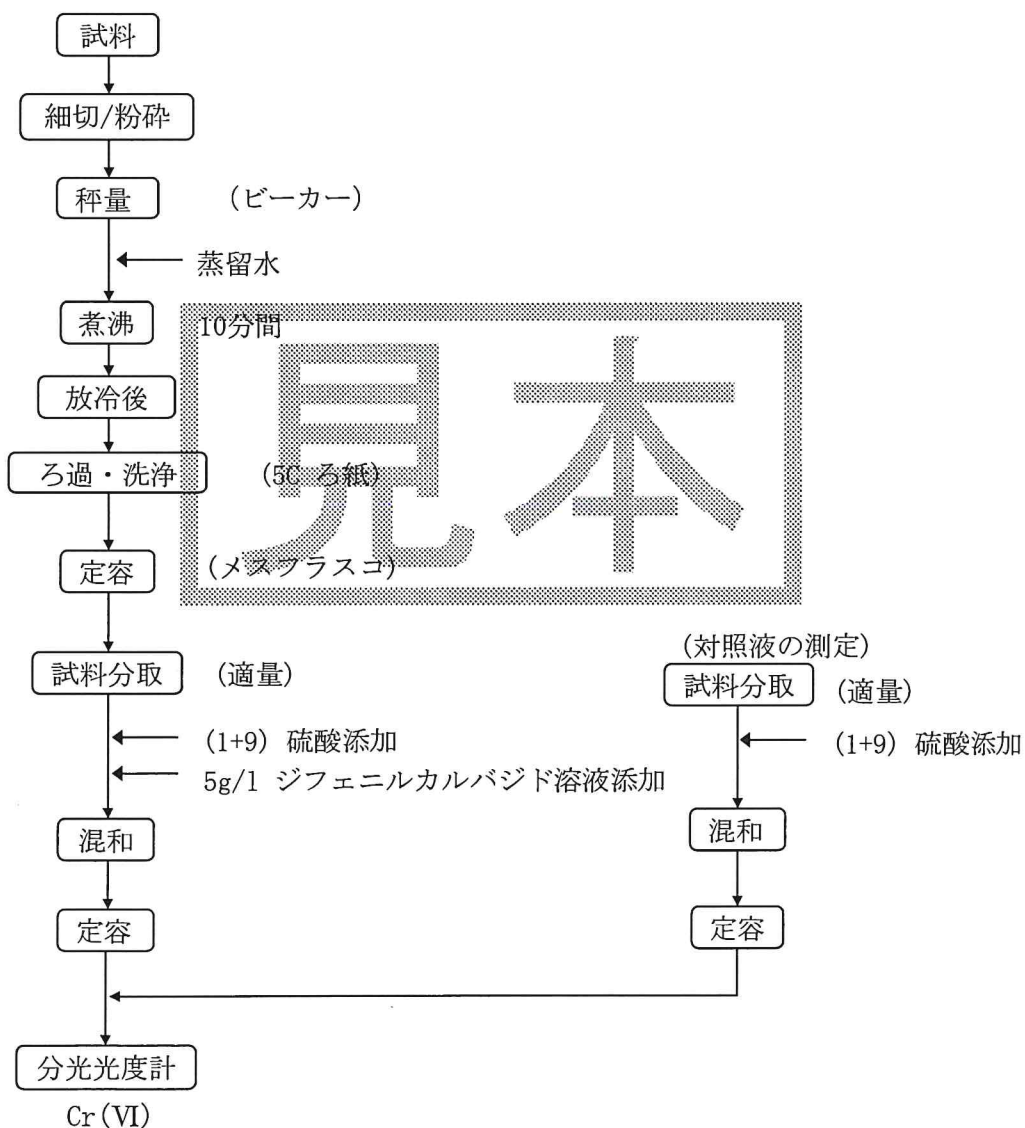 試料
細切/粉砕
秤量 (ビーカー)
蒸留水
煮沸 10分間
放冷後
ろ過・洗浄 (5C ろ紙)
定容 (メスフラスコ)
見本
(対照液の測定)
試料分取 (適量)
試料分取 (適量)
(1+9) 硫酸添加
(1+9) 硫酸添加
5g/l ジフェニルカルバジド溶液添加
混和
混和
定容
定容
分光光度計
Cr(Ⅵ)